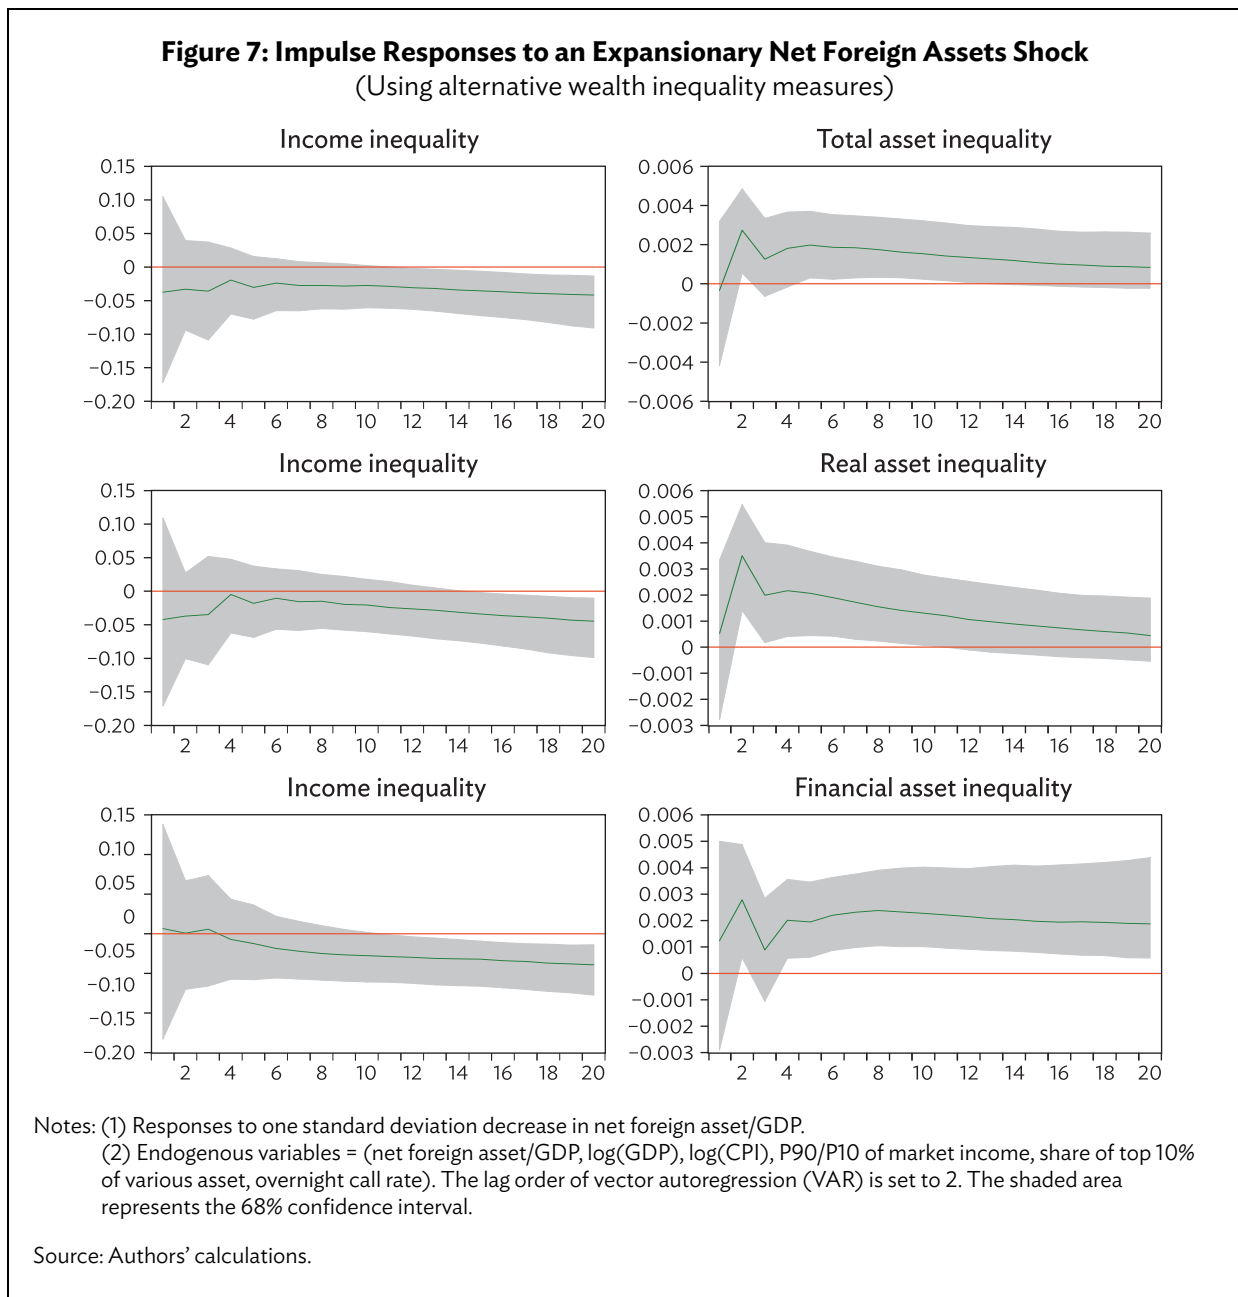 Figure 7: Impulse Responses to an Expansionary Net Foreign Assets Shock
(Using alternative wealth inequality measures)
Income inequality
0.15
0.10
0.05
0
−0.05
−0.10
−0.15
−0.20
2 4 6 8 10 12 14 16 18 20
Total asset inequality
0.006
0.004
0.002
0
−0.002
−0.004
−0.006
2 4 6 8 10 12 14 16 18 20
Income inequality
0.15
0.10
0.05
0
−0.05
−0.10
−0.15
−0.20
2 4 6 8 10 12 14 16 18 20
Real asset inequality
0.006
0.005
0.004
0.003
0.002
0.001
0
−0.001
−0.002
−0.003
2 4 6 8 10 12 14 16 18 20
Income inequality
0.15
0.10
0.05
0
−0.05
−0.10
−0.15
−0.20
2 4 6 8 10 12 14 16 18 20
Financial asset inequality
0.006
0.005
0.004
0.003
0.002
0.001
0
−0.001
−0.002
−0.003
2 4 6 8 10 12 14 16 18 20
Notes: (1) Responses to one standard deviation decrease in net foreign asset/GDP.
(2) Endogenous variables = (net foreign asset/GDP, log(GDP), log(CPI), P90/P10 of market income, share of top 10%
of various asset, overnight call rate). The lag order of vector autoregression (VAR) is set to 2. The shaded area
represents the 68% confidence interval.
Source: Authors’ calculations.